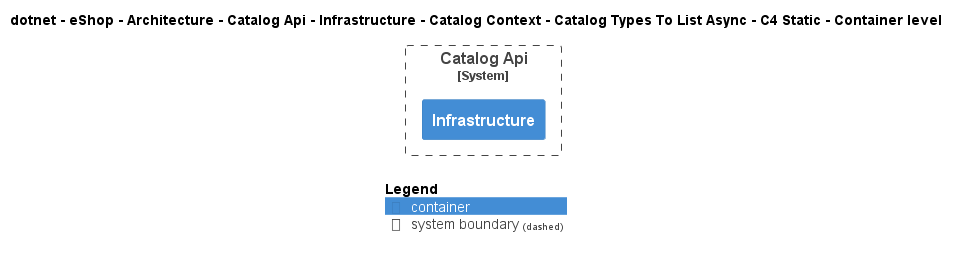 dotnet - eShop - Architecture - Catalog Api - Infrastructure - Catalog Context - Catalog Types To List Async - C4 Static - Container level
Catalog Api
[System]
Infrastructure
Legend
container
system boundary (dashed)